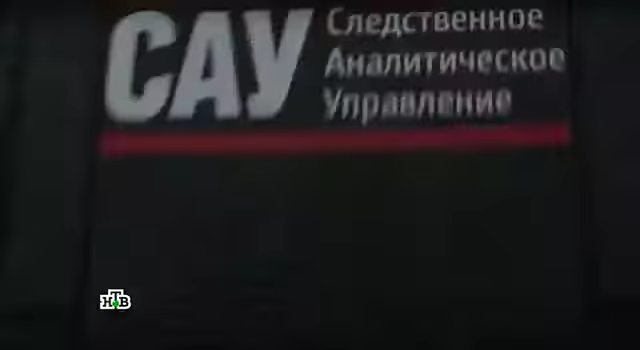 САУ
Следственное
Аналитическое
Управление
НТВ